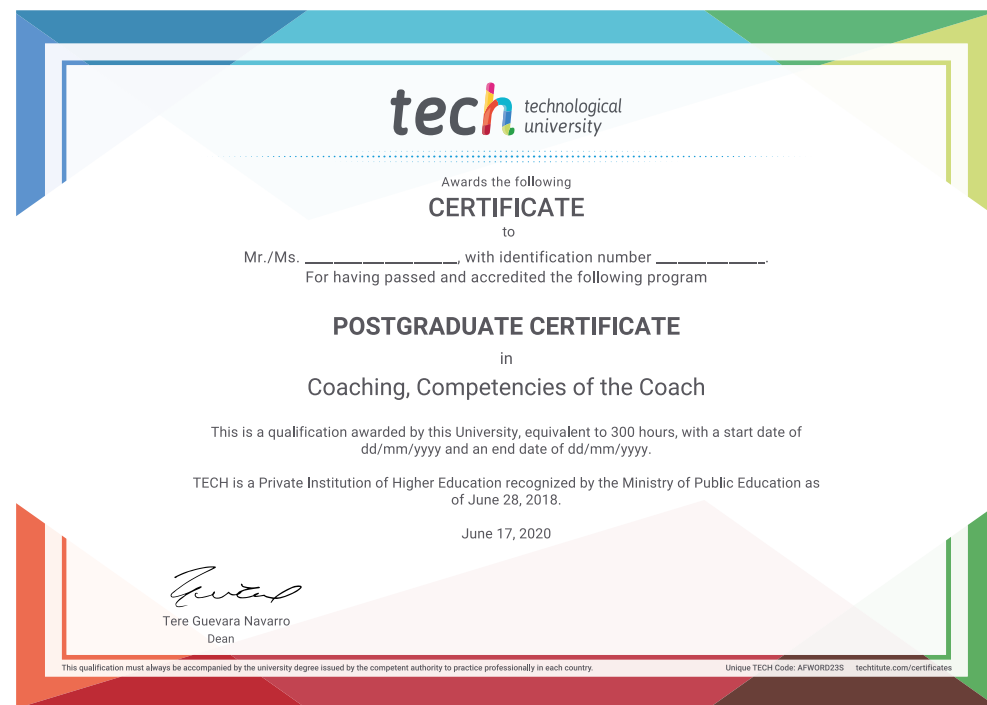 tech technological
university
Awards the following
CERTIFICATE
to
Mr./Ms. ___________________, with identification number ______________.
For having passed and accredited the following program
POSTGRADUATE CERTIFICATE
in
Coaching, Competencies of the Coach
This is a qualification awarded by this University, equivalent to 300 hours, with a start date of
dd/mm/yyyy and an end date of dd/mm/yyyy.
TECH is a Private Institution of Higher Education recognized by the Ministry of Public Education as
of June 28, 2018.
June 17, 2020
Tere Guevara Navarro
Dean
This qualification must always be accompanied by the university degree issued by the competent authority to practice professionally in each country.
Unique TECH Code: AFWORD23S techtitute.com/certificates